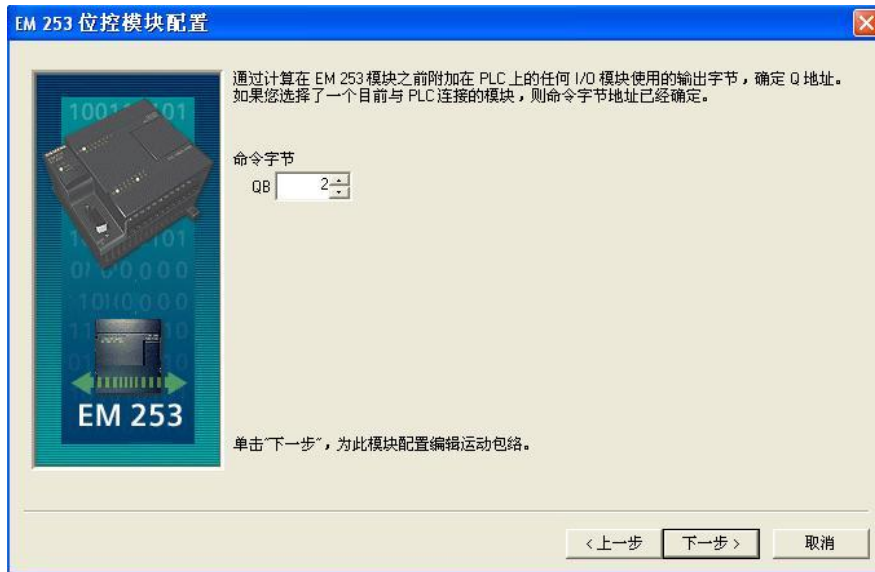 EM 253 位控模块配置
通过计算在 EM 253模块之前附加在 PLC 上的任何 I/O 模块使用的输出字节，确定 Q 地址。
如果您选择了一个目前与 PLC 连接的模块，则命令字节地址已经确定。
命令字节
QB 2
EM 253
单击"下一步"，为此模块配置编辑运动包络。
<上一步 下一步> 取消